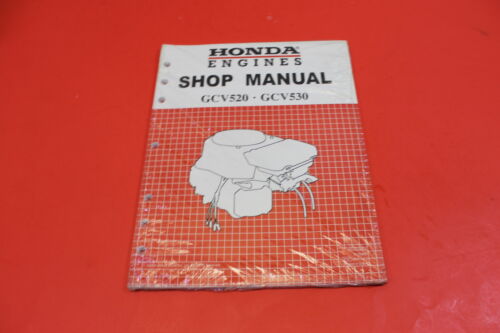 HONDA
ENGINES
SHOP MANUAL
GCV520 · GCV530